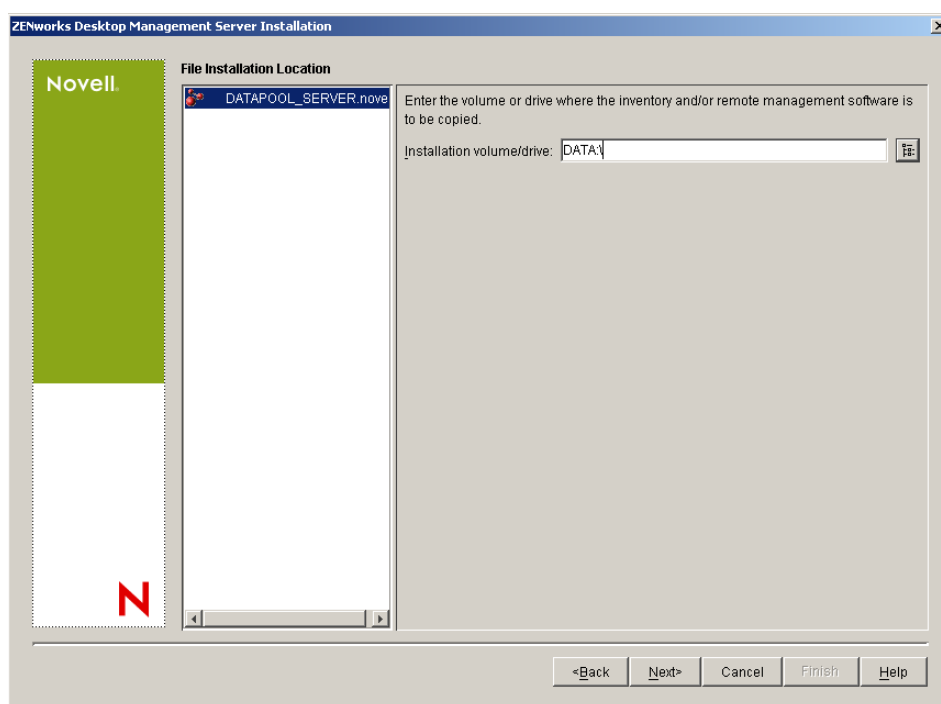 ZENworks Desktop Management Server Installation
Novell.
File Installation Location
DATAPOOL_SERVER.nove
Enter the volume or drive where the inventory and/or remote management software is
to be copied.
Installation volume/drive: DATA:\
N
<Back Next> Cancel Finish Help